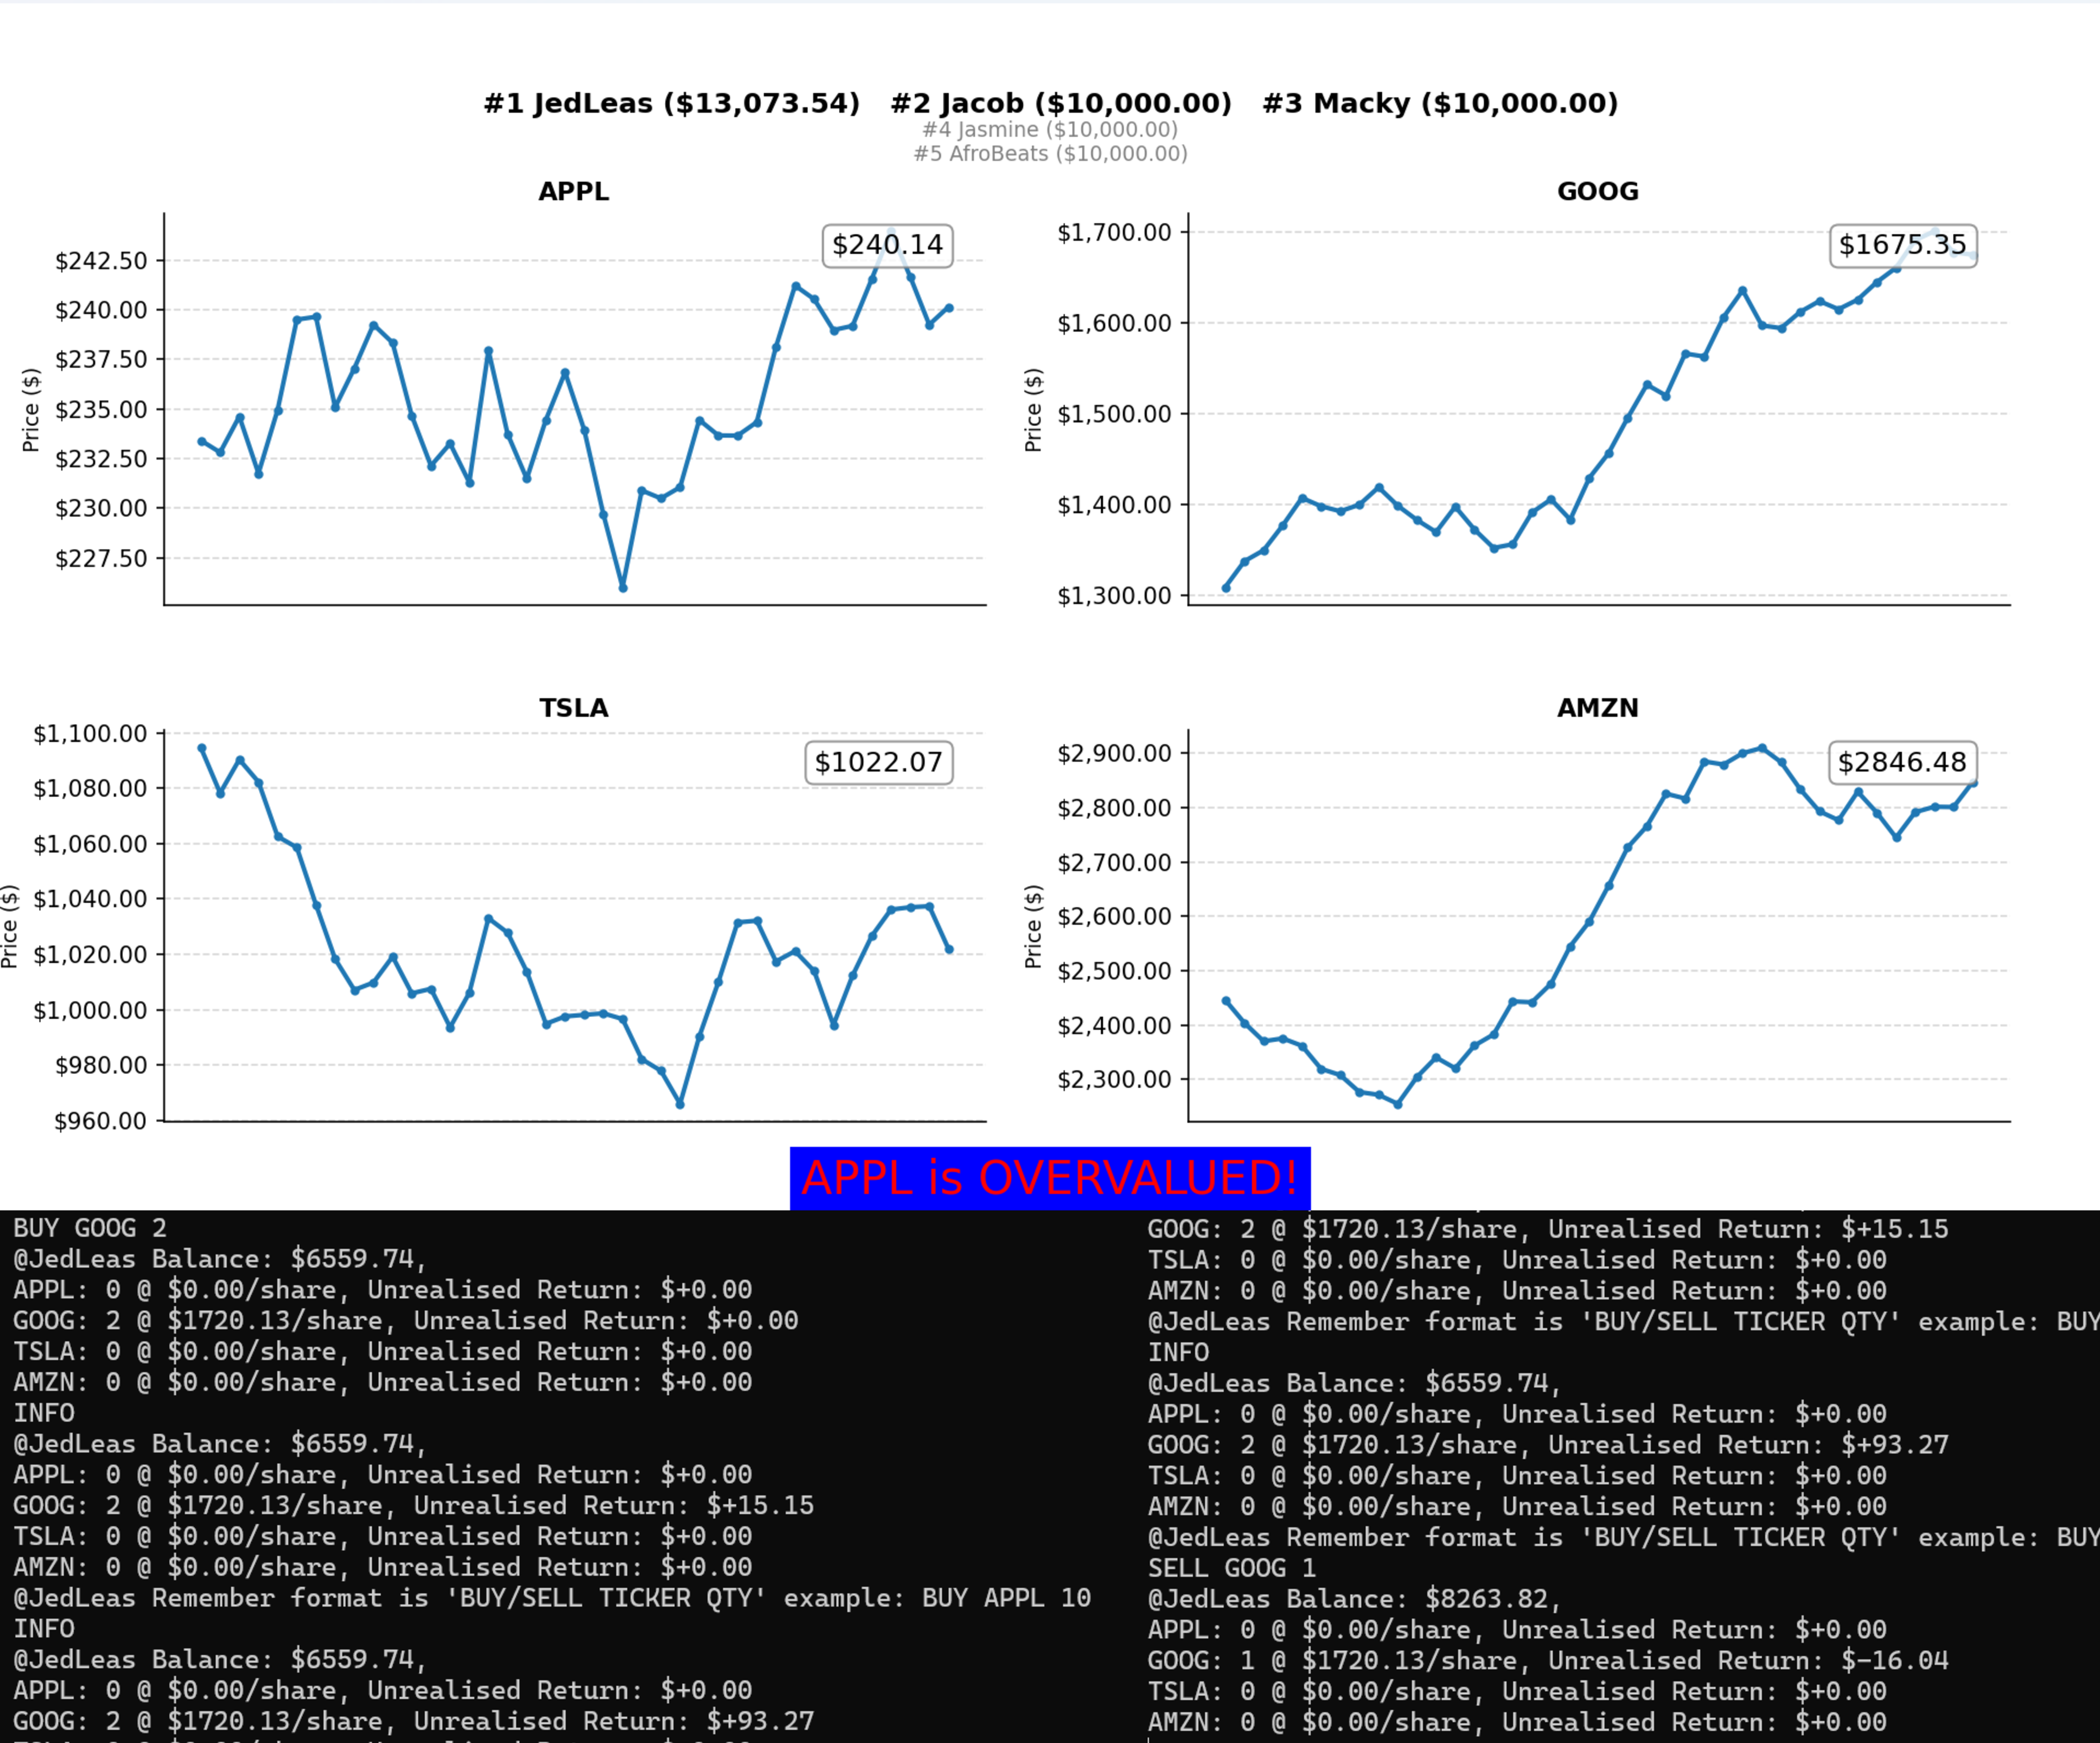 #1 JedLeas ($13,073.54) #2 Jacob ($10,000.00) #3 Macky ($10,000.00)
#4 Jasmine ($10,000.00)
#5 AfroBeats ($10,000.00)
APPL
$240.14
$242.50
$240.00
$237.50
$235.00
$232.50
$230.00
$227.50
Price ($)
GOOG
$1675.35
$1,700.00
$1,600.00
$1,500.00
$1,400.00
$1,300.00
Price ($)
TSLA
$1022.07
$1,100.00
$1,080.00
$1,060.00
$1,040.00
$1,020.00
$1,000.00
$980.00
$960.00
Price ($)
AMZN
$2846.48
$2,900.00
$2,800.00
$2,700.00
$2,600.00
$2,500.00
$2,400.00
$2,300.00
Price ($)
APPL is OVERVALUED!
BUY GOOG 2
@JedLeas Balance: $6559.74,
APPL: 0 @ $0.00/share, Unrealised Return: $+0.00
GOOG: 2 @ $1720.13/share, Unrealised Return: $+0.00
TSLA: 0 @ $0.00/share, Unrealised Return: $+0.00
AMZN: 0 @ $0.00/share, Unrealised Return: $+0.00
INFO
@JedLeas Balance: $6559.74,
APPL: 0 @ $0.00/share, Unrealised Return: $+0.00
GOOG: 2 @ $1720.13/share, Unrealised Return: $+15.15
TSLA: 0 @ $0.00/share, Unrealised Return: $+0.00
AMZN: 0 @ $0.00/share, Unrealised Return: $+0.00
@JedLeas Remember format is 'BUY/SELL TICKER QTY' example: BUY APPL 10
INFO
@JedLeas Balance: $6559.74,
APPL: 0 @ $0.00/share, Unrealised Return: $+0.00
GOOG: 2 @ $1720.13/share, Unrealised Return: $+93.27
GOOG: 2 @ $1720.13/share, Unrealised Return: $+15.15
TSLA: 0 @ $0.00/share, Unrealised Return: $+0.00
AMZN: 0 @ $0.00/share, Unrealised Return: $+0.00
@JedLeas Remember format is 'BUY/SELL TICKER QTY' example: BUY
INFO
@JedLeas Balance: $6559.74,
APPL: 0 @ $0.00/share, Unrealised Return: $+0.00
GOOG: 2 @ $1720.13/share, Unrealised Return: $+93.27
TSLA: 0 @ $0.00/share, Unrealised Return: $+0.00
AMZN: 0 @ $0.00/share, Unrealised Return: $+0.00
@JedLeas Remember format is 'BUY/SELL TICKER QTY' example: BUY
SELL GOOG 1
@JedLeas Balance: $8263.82,
APPL: 0 @ $0.00/share, Unrealised Return: $+0.00
GOOG: 1 @ $1720.13/share, Unrealised Return: $-16.04
TSLA: 0 @ $0.00/share, Unrealised Return: $+0.00
AMZN: 0 @ $0.00/share, Unrealised Return: $+0.00